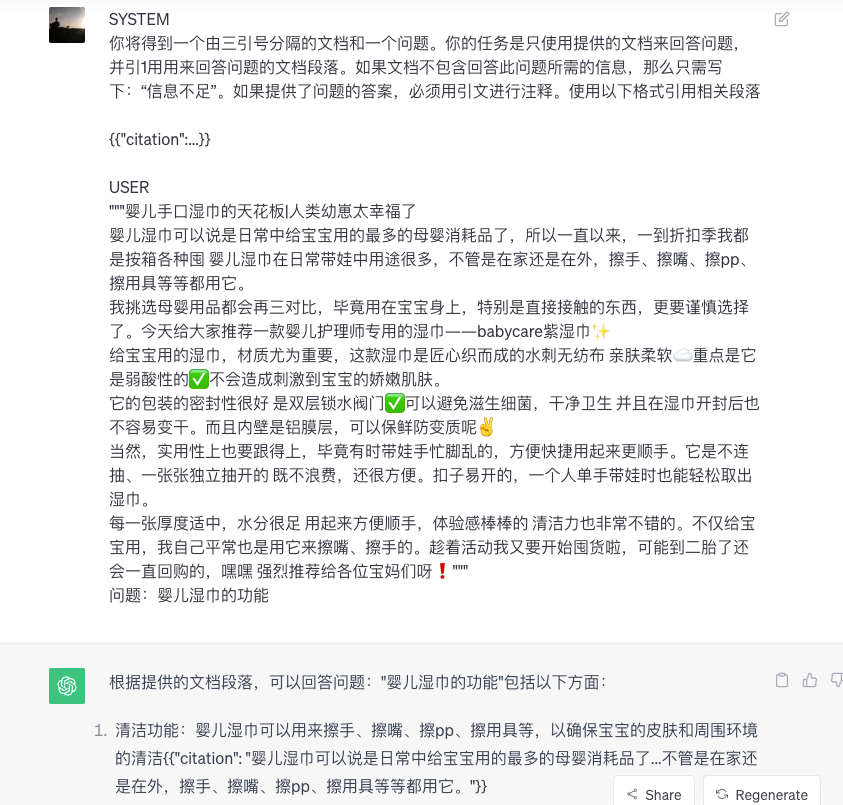 SYSTEM
你将得到一个由三引号分隔的文档和一个问题。你的任务是只使用提供的文档来回答问题，
并引1用用来回答问题的文档段落。如果文档不包含回答此问题所需的信息，那么只需写
下：“信息不足”。如果提供了问题的答案，必须用引文进行注释。使用以下格式引用相关段落
{{"citation":...}}
USER
"""婴儿手口湿巾的天花板|人类幼崽太幸福了
婴儿湿巾可以说是日常中给宝宝用的最多的母婴消耗品了，所以一直以来，一到折扣季我都
是按箱各种囤 婴儿湿巾在日常带娃中用途很多，不管是在家还是在外，擦手、擦嘴、擦pp、
擦用具等等都用它。
我挑选母婴用品都会再三对比，毕竟用在宝宝身上，特别是直接接触的东西，更要谨慎选择
了。今天给大家推荐一款婴儿护理师专用的湿巾——babycare紫湿巾✨
给宝宝用的湿巾，材质尤为重要，这款湿巾是匠心织而成的水刺无纺布 亲肤柔软☁️重点是它
是弱酸性的✅不会造成刺激到宝宝的娇嫩肌肤。
它的包装的密封性很好 是双层锁水阀门✅可以避免滋生细菌，干净卫生 并且在湿巾开封后也
不容易变干。而且内壁是铝膜层，可以保鲜防变质呢✌️
当然，实用性上也要跟得上，毕竟有时带娃手忙脚乱的，方便快捷用起来更顺手。它是不连
抽、一张张独立抽开的 既不浪费，还很方便。扣子易开的，一个人单手带娃时也能轻松取出
湿巾。
每一张厚度适中，水分很足 用起来方便顺手，体验感棒棒的 清洁力也非常不错的。不仅给宝
宝用，我自己平常也是用它来擦嘴、擦手的。趁着活动我又要开始囤货啦，可能到二胎了还
会一直回购的，嘿嘿 强烈推荐给各位宝妈们呀❗"""
问题：婴儿湿巾的功能
根据提供的文档段落，可以回答问题："婴儿湿巾的功能"包括以下方面：
1. 清洁功能：婴儿湿巾可以用来擦手、擦嘴、擦pp、擦用具等，以确保宝宝的皮肤和周围环境
的清洁{{"citation": "婴儿湿巾可以说是日常中给宝宝用的最多的母婴消耗品了...不管是在家还
是在外，擦手、擦嘴、擦pp、擦用具等等都用它。"}}
Share
Regenerate